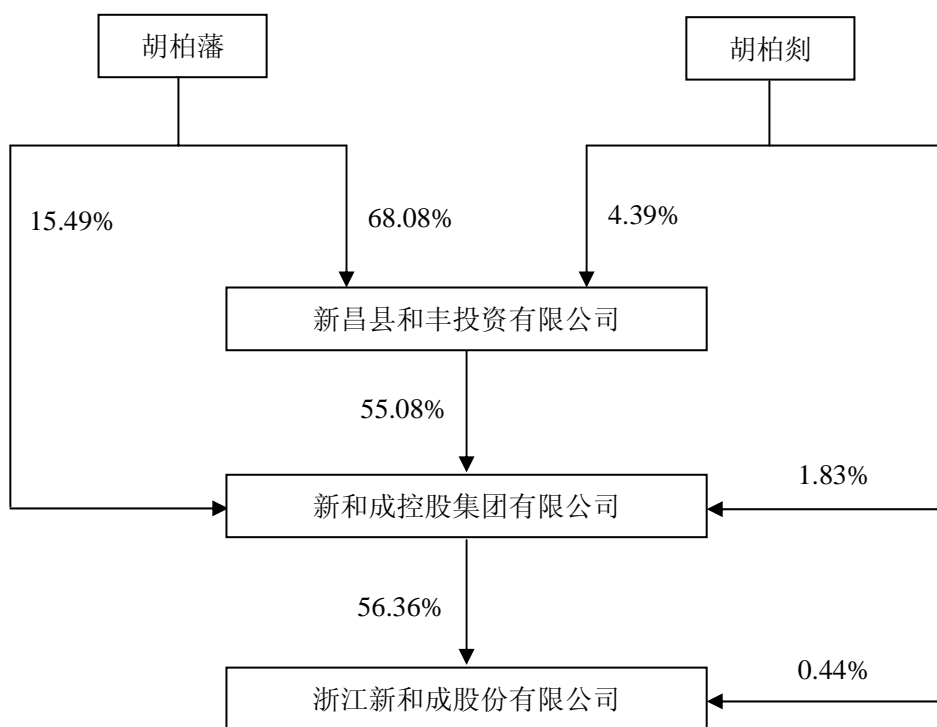 胡柏藩
胡柏剡
15.49%
68.08%
4.39%
新昌县和丰投资有限公司
55.08%
1.83%
新和成控股集团有限公司
56.36%
0.44%
浙江新和成股份有限公司